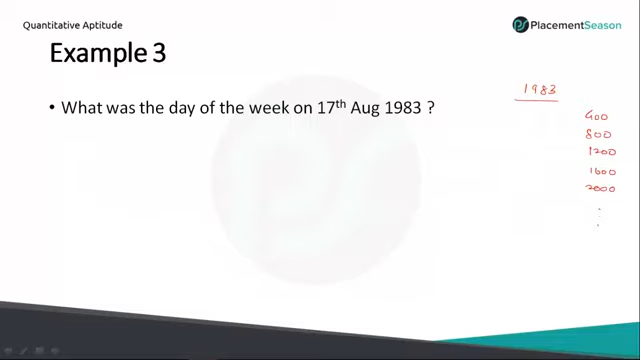 Quantitative Aptitude
PlacementSeason
Example 3
• What was the day of the week on 17th Aug 1983 ?
1983
400
800
1200
1600
2000